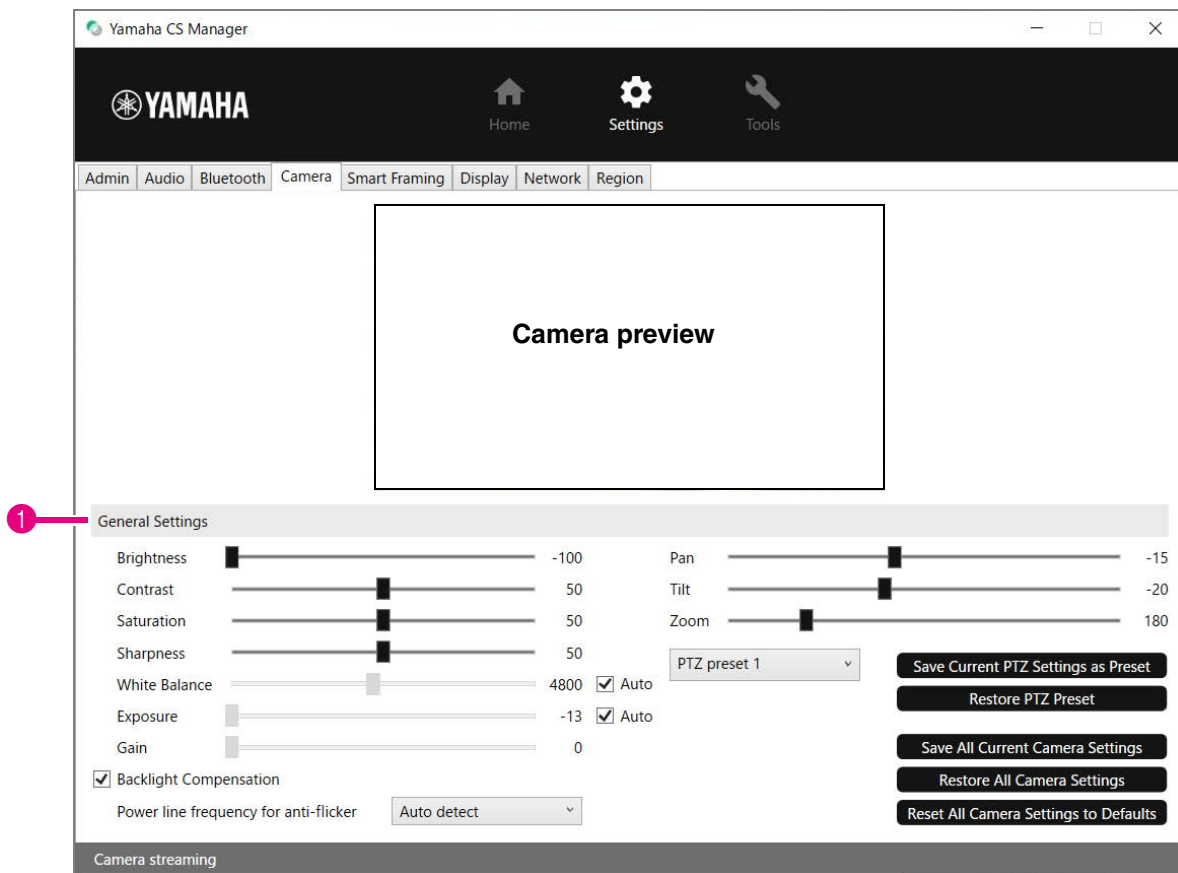 Yamaha CS Manager
YAMAHA
Home Settings Tools
Admin Audio Bluetooth Camera Smart Framing Display Network Region
Camera preview
1
General Settings
Brightness -100
Contrast 50
Saturation 50
Sharpness 50
White Balance 4800 Auto
Exposure -13 Auto
Gain 0
Backlight Compensation
Power line frequency for anti-flicker Auto detect
Pan -15
Tilt -20
Zoom 180
PTZ preset 1
Save Current PTZ Settings as Preset
Restore PTZ Preset
Save All Current Camera Settings
Restore All Camera Settings
Reset All Camera Settings to Defaults
Camera streaming